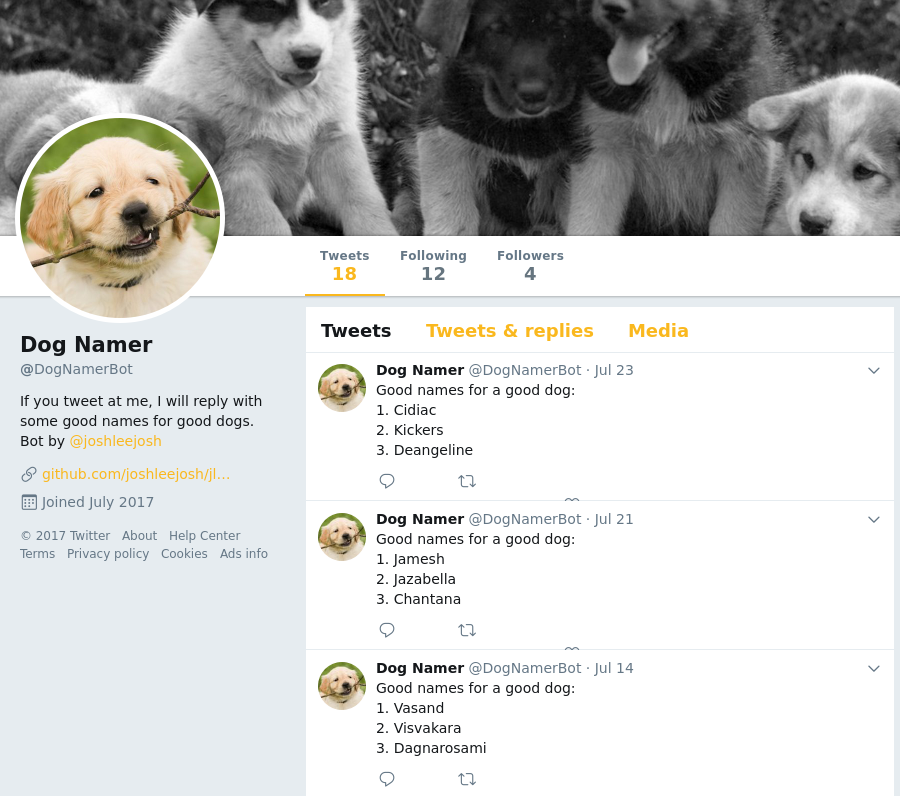 Tweets Following Followers
18 12 4
Dog Namer
@DogNamerBot
If you tweet at me, I will reply with
some good names for good dogs.
Bot by @joshleejosh
github.com/joshleejosh/jl…
Joined July 2017
© 2017 Twitter About Help Center
Terms Privacy policy Cookies Ads info
Tweets Tweets & replies Media
Dog Namer @DogNamerBot · Jul 23
Good names for a good dog:
1. Cidiac
2. Kickers
3. Deangeline
Dog Namer @DogNamerBot · Jul 21
Good names for a good dog:
1. Jamesh
2. Jazabella
3. Chantana
Dog Namer @DogNamerBot · Jul 14
Good names for a good dog:
1. Vasand
2. Visvakara
3. Dagnarosami